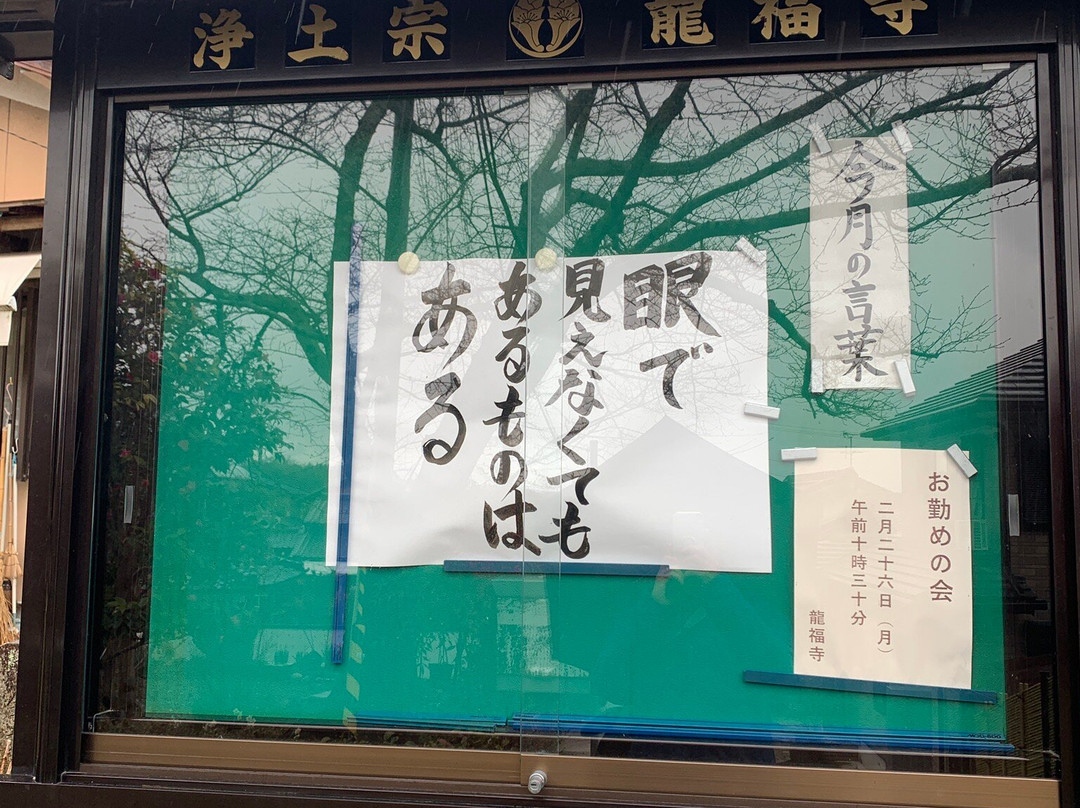 浄土宗 龍福寺
今月の言葉
眼で
見えなくても
あるものは
ある
お勤めの会
二月二十六日（月）
午前十時三十分
龍福寺